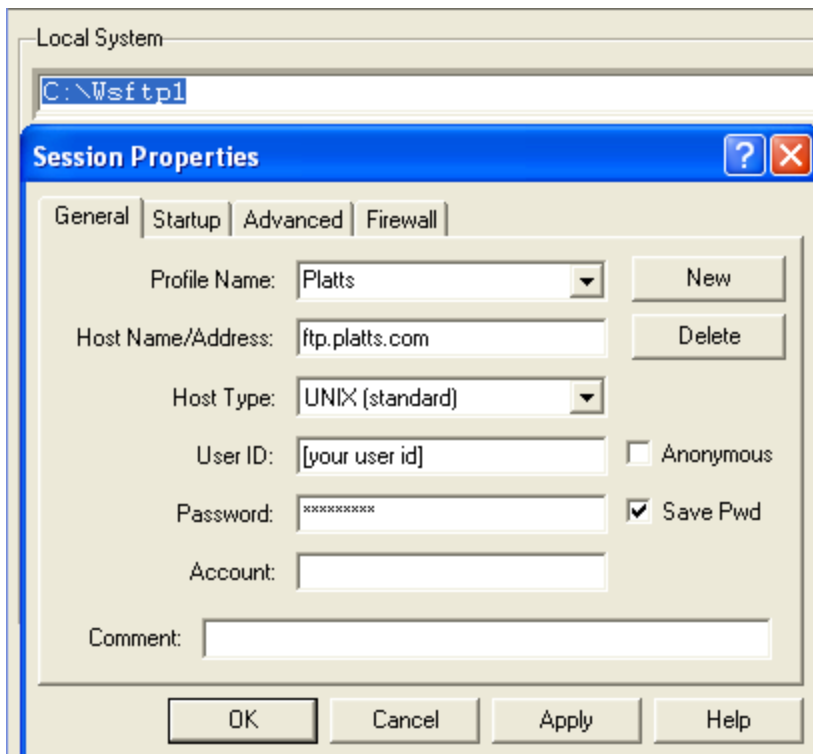 Local System
C:\Wsftp1
Session Properties
General Startup Advanced Firewall
Profile Name: Platts New
Host Name/Address: ftp.platts.com Delete
Host Type: UNIX (standard)
User ID: [your user id] Anonymous
Password: ********* Save Pwd
Account:
Comment:
OK Cancel Apply Help